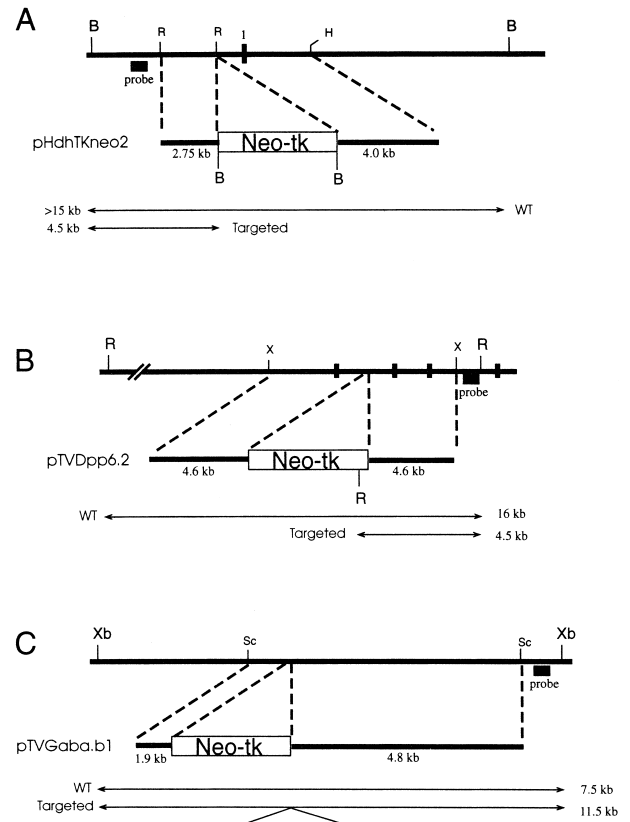 A
B R R 1 H B
probe
pHdhTKneo2 Neo-tk
2.75 kb 4.0 kb
B B
>15 kb WT
4.5 kb Targeted
B
R X X R
probe
pTVDpp6.2 Neo-tk
4.6 kb 4.6 kb
R
WT 16 kb
Targeted 4.5 kb
C
Xb Sc Sc Xb
probe
pTVGaba.b1 Neo-tk
1.9 kb 4.8 kb
WT 7.5 kb
Targeted 11.5 kb